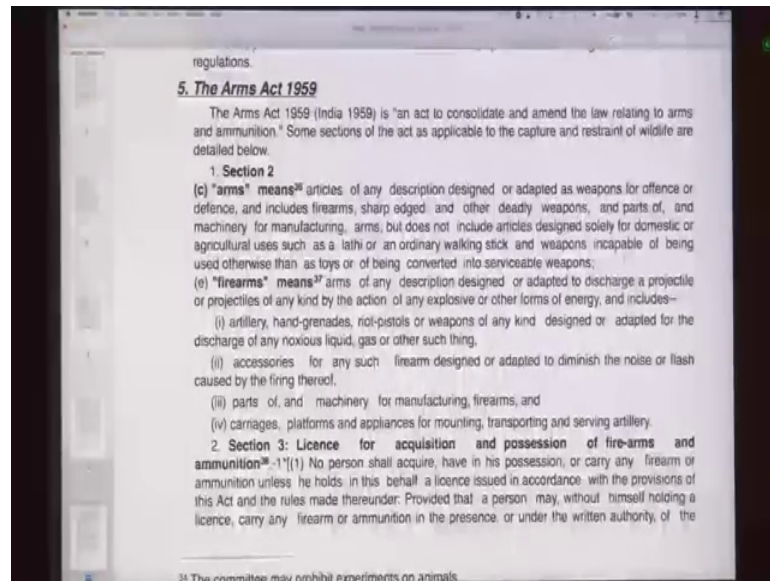 regulations.
5. The Arms Act 1959
The Arms Act 1959 (India 1959) is "an act to consolidate and amend the law relating to arms
and ammunition." Some sections of the act as applicable to the capture and restraint of wildlife are
detailed below.
1. Section 2
(c) "arms" means36 articles of any description designed or adapted as weapons for offence or
defence, and includes firearms, sharp edged and other deadly weapons, and parts of, and
machinery for manufacturing, arms, but does not include articles designed solely for domestic or
agricultural uses such as a lathi or an ordinary walking stick and weapons incapable of being
used otherwise than as toys or of being converted into serviceable weapons;
(e) "firearms" means37 arms of any description designed or adapted to discharge a projectile
or projectiles of any kind by the action of any explosive or other forms of energy, and includes--
(i) artillery, hand-grenades, riot-pistols or weapons of any kind designed or adapted for the
discharge of any noxious liquid, gas or other such thing,
(ii) accessories for any such firearm designed or adapted to diminish the noise or flash
caused by the firing thereof,
(iii) parts of, and machinery for manufacturing, firearms, and
(iv) carriages, platforms and appliances for mounting, transporting and serving artillery.
2. Section 3: Licence for acquisition and possession of fire-arms and
ammunition38.-1*[(1) No person shall acquire, have in his possession, or carry any firearm or
ammunition unless he holds in this behalf a licence issued in accordance with the provisions of
this Act and the rules made thereunder: Provided that a person may, without himself holding a
licence, carry any firearm or ammunition in the presence, or under the written authority, of the
34 The committee may prohibit experiments on animals